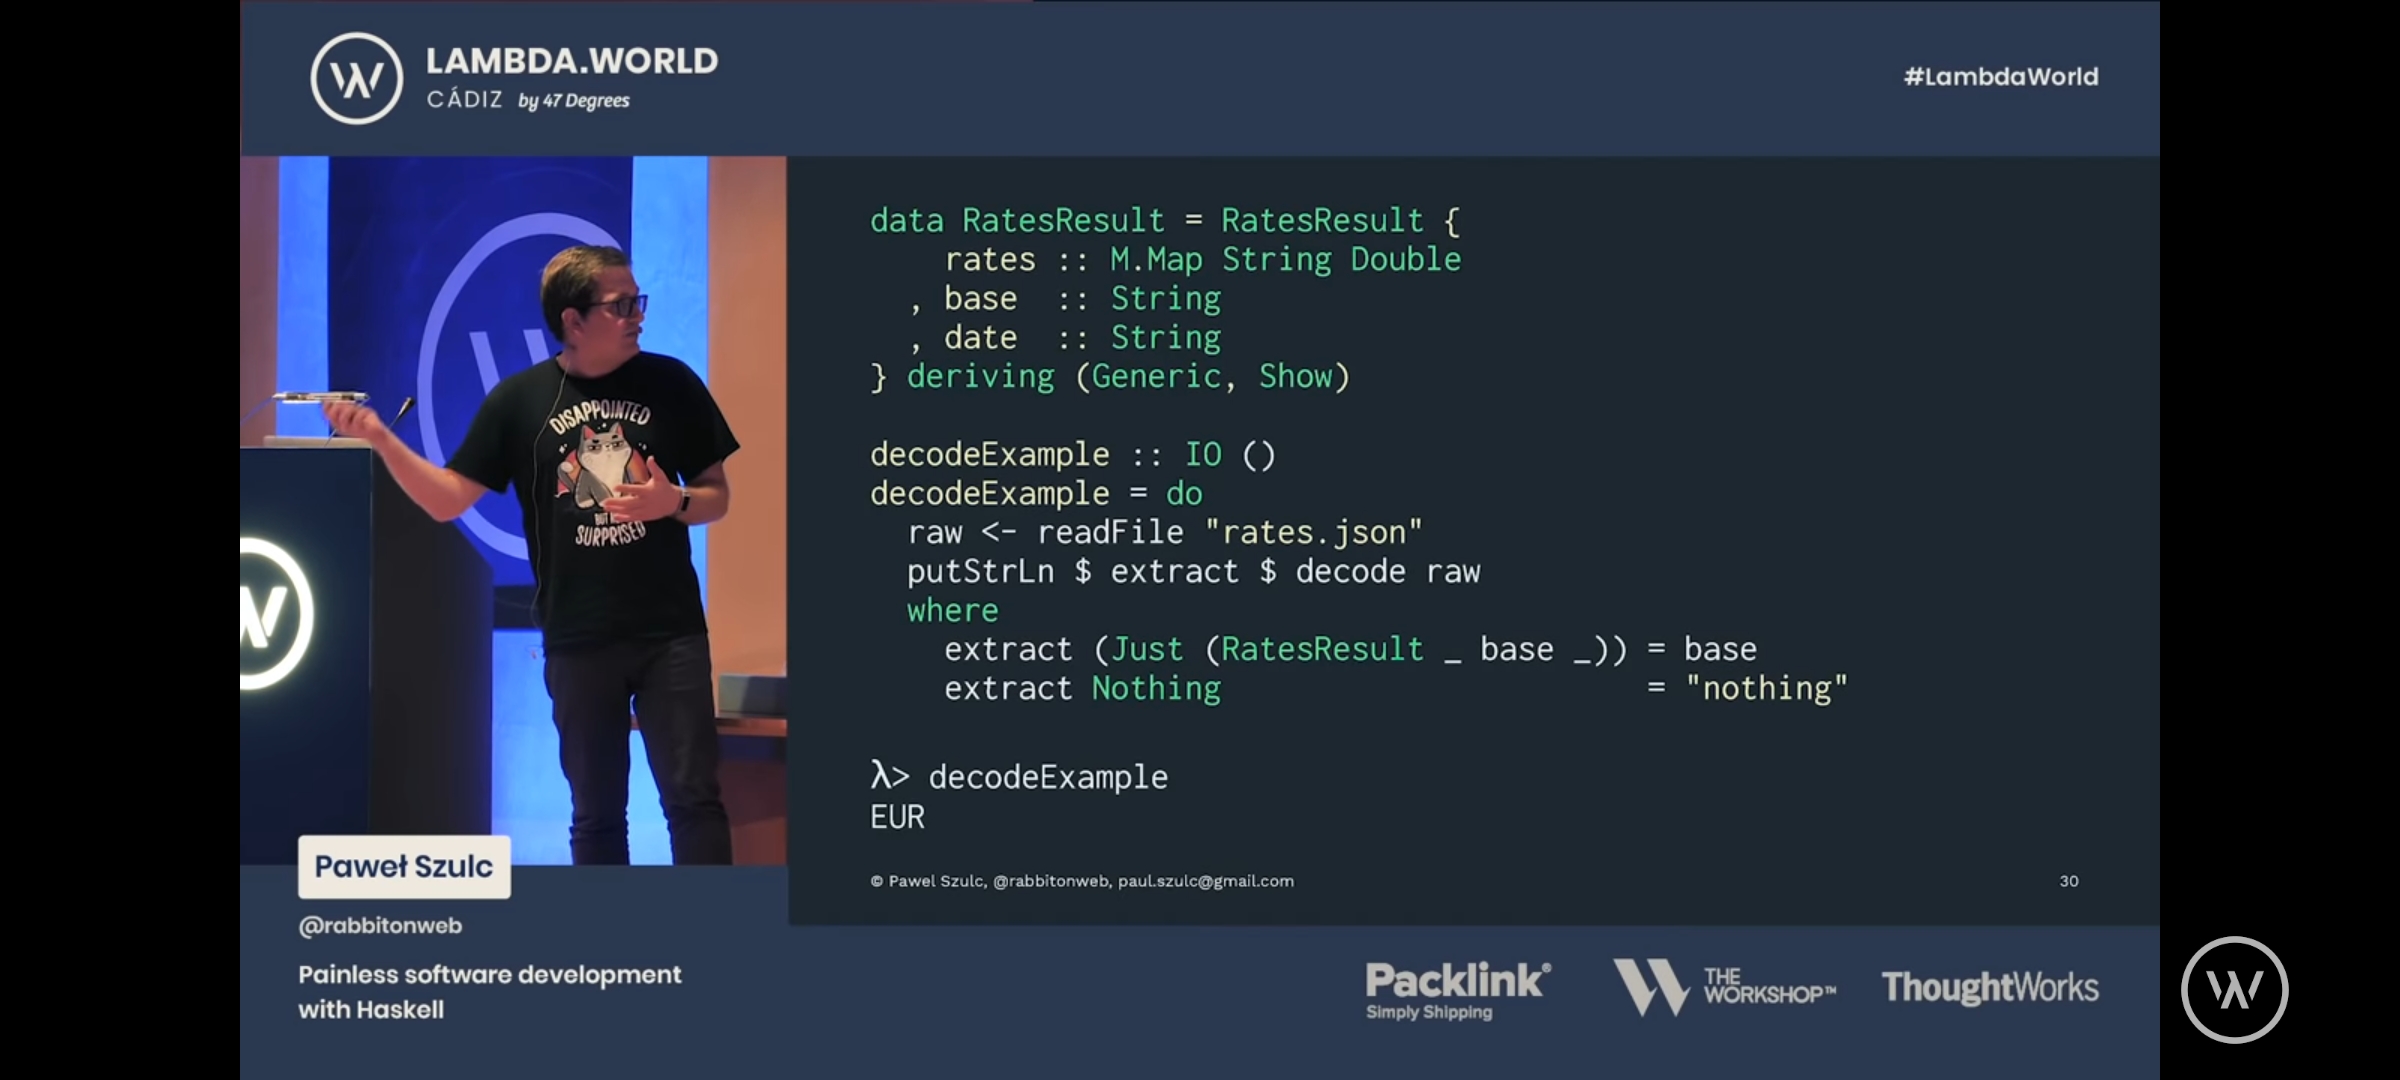 LAMBDA.WORLD
CÁDIZ by 47 Degrees
#LambdaWorld
DISAPPOINTED
BUT
SURPRISED
data RatesResult = RatesResult {
    rates :: M.Map String Double
  , base  :: String
  , date  :: String
} deriving (Generic, Show)
decodeExample :: IO ()
decodeExample = do
  raw <- readFile "rates.json"
  putStrLn $ extract $ decode raw
  where
    extract (Just (RatesResult _ base _)) = base
    extract Nothing                       = "nothing"
λ> decodeExample
EUR
© Pawel Szulc, @rabbitonweb, paul.szulc@gmail.com
30
Paweł Szulc
@rabbitonweb
Painless software development
with Haskell
Packlink®
Simply Shipping
THE
WORKSHOP™
ThoughtWorks